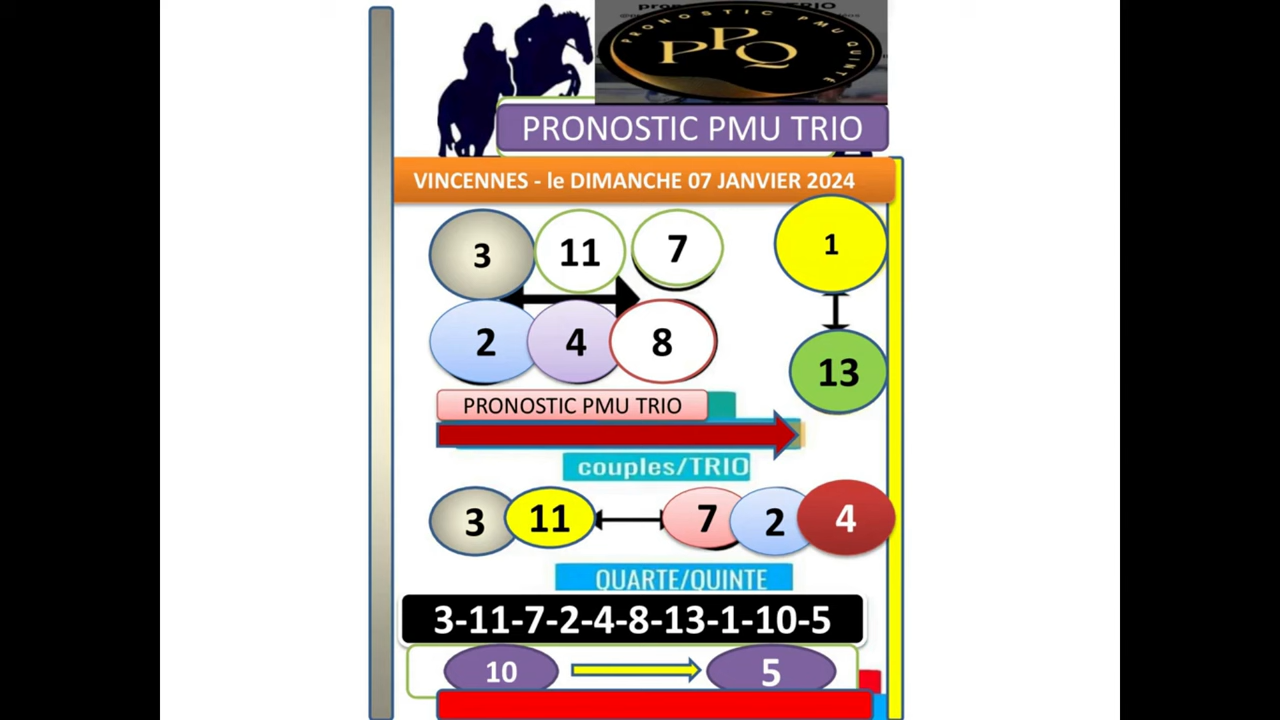 PRONOSTIC PMU QUINTE
PPQ
PRONOSTIC PMU TRIO
VINCENNES - le DIMANCHE 07 JANVIER 2024
3 11 7 1
2 4 8
13
PRONOSTIC PMU TRIO
couples/TRIO
3 11 7 2 4
QUARTE/QUINTE
3-11-7-2-4-8-13-1-10-5
10 5